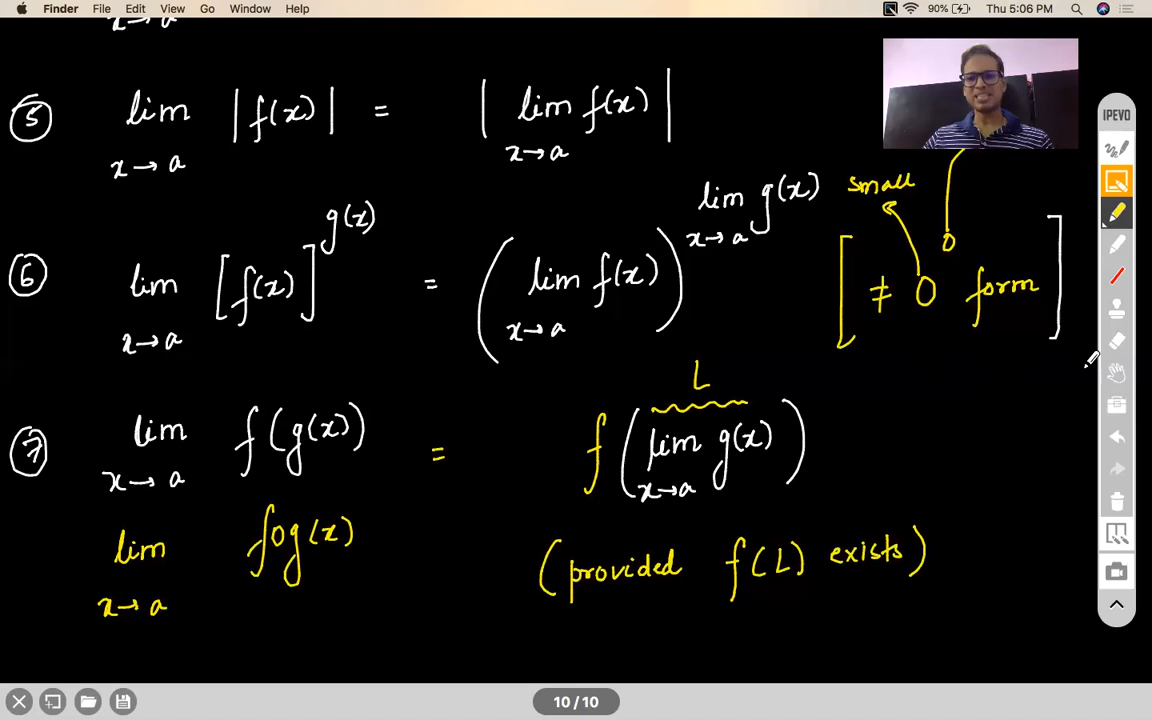 Finder File Edit View Go Window Help 90% Thu 5:06 PM
x→a
IPEVO
5 lim x→a |f(x)| = | lim x→a f(x) |
6 lim x→a [f(x)]^g(x) = ( lim x→a f(x) )^lim x→a g(x) [ ≠ 0^0 form ]
small
7 lim x→a f(g(x)) = f( lim x→a g(x) )
L
lim x→a fog(x) (provided f(L) exists)
10 / 10